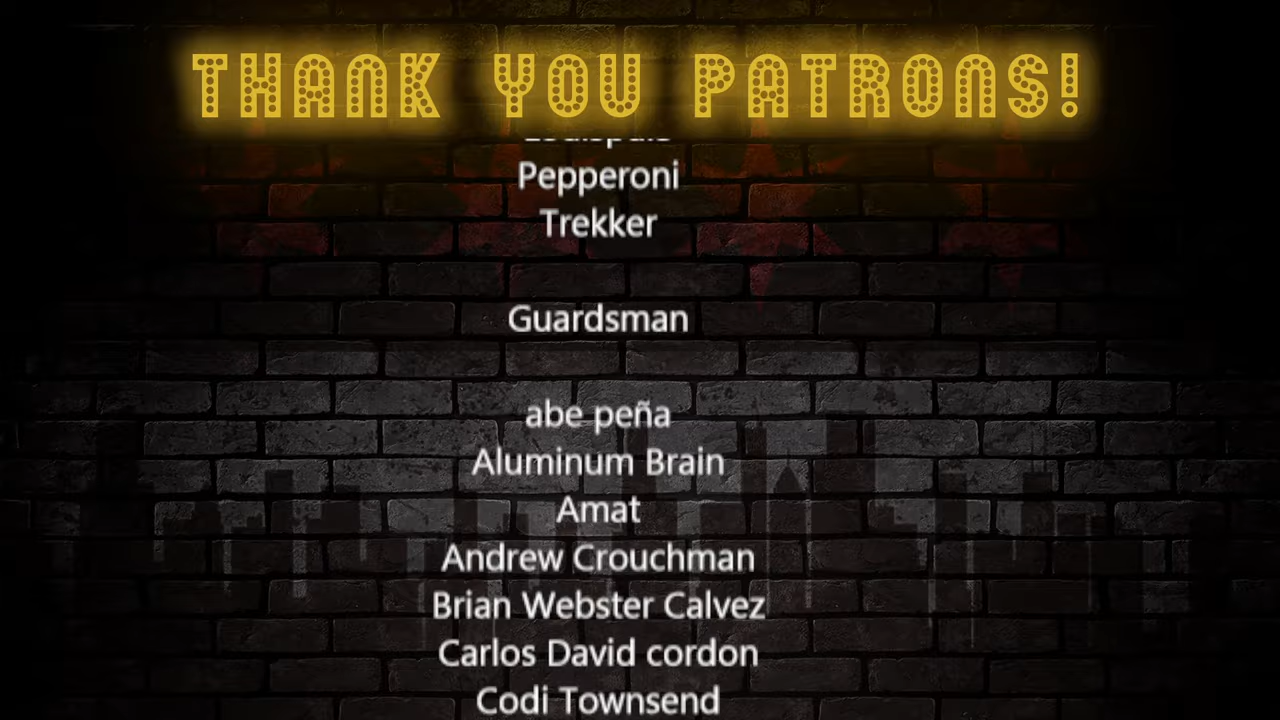 THANK YOU PATRONS!
Pepperoni
Trekker
Guardsman
abe peña
Aluminum Brain
Amat
Andrew Crouchman
Brian Webster Calvez
Carlos David cordon
Codi Townsend